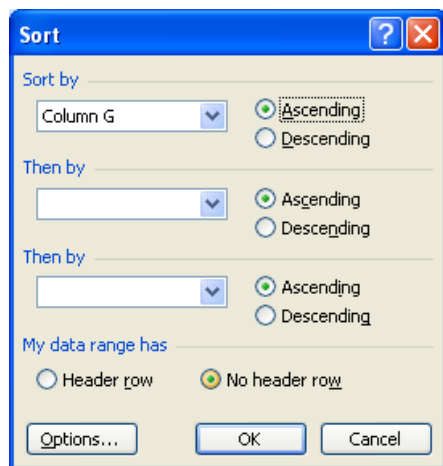 Sort
Sort by
Column G
Ascending
Descending
Then by
Ascending
Descending
Then by
Ascending
Descending
My data range has
Header row
No header row
Options...
OK
Cancel